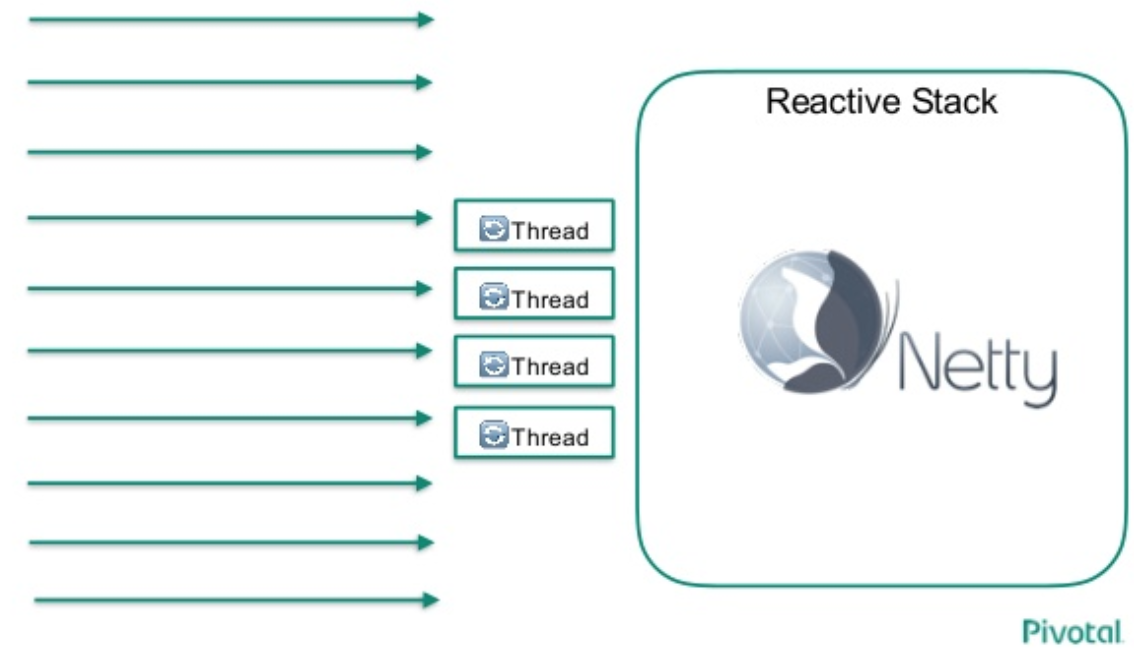 Reactive Stack
Thread
Thread
Thread
Thread
Netty
Pivotal